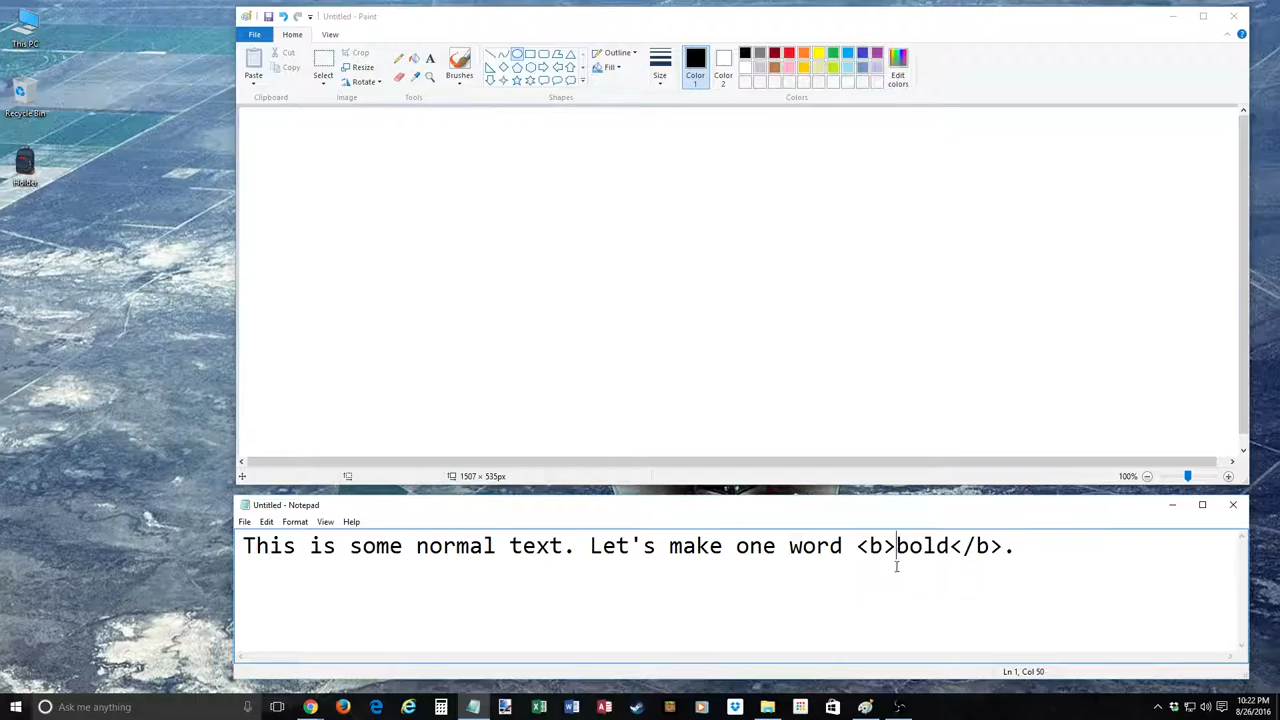 This PC
Recycle Bin
Holder
Untitled - Paint
File
Home
View
Paste
Cut
Copy
Clipboard
Select
Crop
Resize
Rotate
Image
Tools
Brushes
Shapes
Outline
Fill
Size
Color 1
Color 2
Edit colors
Colors
1507 × 535px
100%
Untitled - Notepad
File Edit Format View Help
This is some normal text. Let's make one word <b>bold</b>.
Ln 1, Col 50
Ask me anything
10:22 PM
8/26/2016